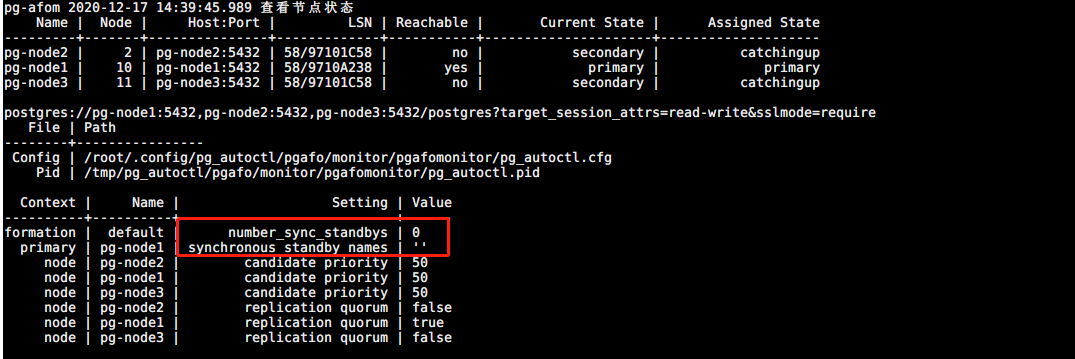 pg-afom 2020-12-17 14:39:45.989 查看节点状态
Name | Node | Host:Port | LSN | Reachable | Current State | Assigned State
---------+-------+----------------+-------------+-----------+---------------------+--------------------
pg-node2 | 2 | pg-node2:5432 | 58/97101C58 | no | secondary | catchingup
pg-node1 | 10 | pg-node1:5432 | 58/9710A238 | yes | primary | primary
pg-node3 | 11 | pg-node3:5432 | 58/97101C58 | no | secondary | catchingup
postgres://pg-node1:5432,pg-node2:5432,pg-node3:5432/postgres?target_session_attrs=read-write&sslmode=require
File | Path
--------+----------------
Config | /root/.config/pg_autoctl/pgafo/monitor/pgafomonitor/pg_autoctl.cfg
Pid | /tmp/pg_autoctl/pgafo/monitor/pgafomonitor/pg_autoctl.pid
Context | Name | Setting | Value
----------+----------+---------------------------+-------------
formation | default | number_sync_standbys | 0
primary | pg-node1 | synchronous_standby_names | ''
node | pg-node2 | candidate priority | 50
node | pg-node1 | candidate priority | 50
node | pg-node3 | candidate priority | 50
node | pg-node2 | replication quorum | false
node | pg-node1 | replication quorum | true
node | pg-node3 | replication quorum | false